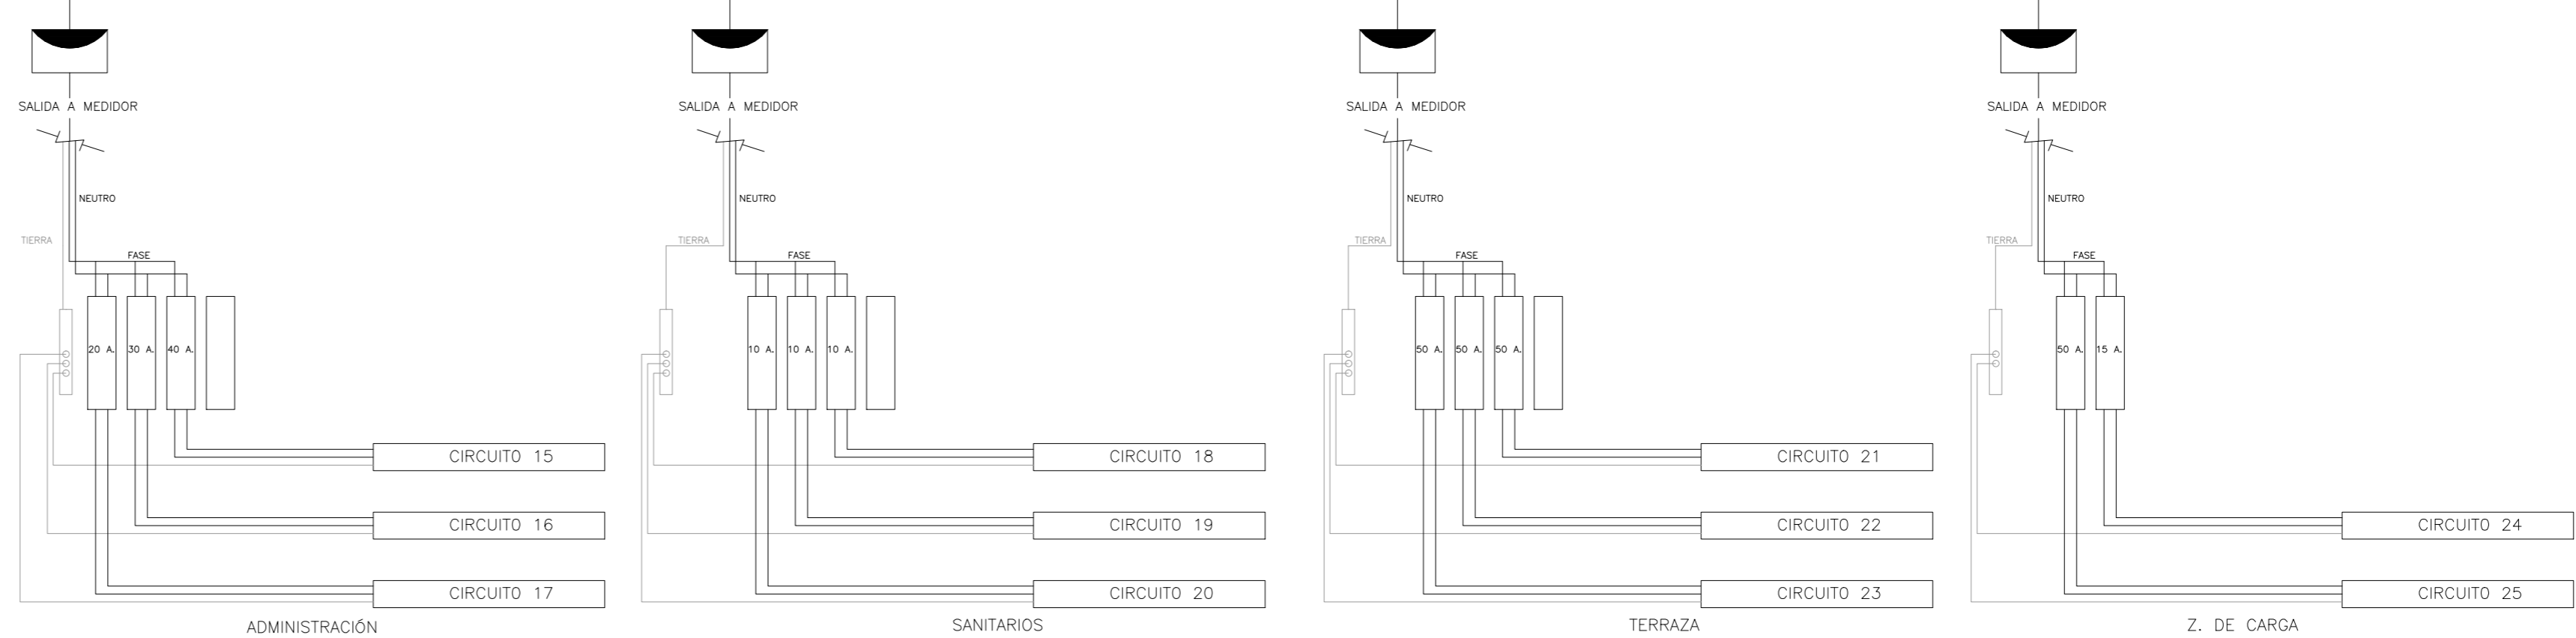 SALIDA A MEDIDOR
NEUTRO
TIERRA
FASE
20 A.
30 A.
40 A.
CIRCUITO 15
CIRCUITO 16
CIRCUITO 17
ADMINISTRACIÓN
SALIDA A MEDIDOR
NEUTRO
TIERRA
FASE
10 A.
10 A.
10 A.
CIRCUITO 18
CIRCUITO 19
CIRCUITO 20
SANITARIOS
SALIDA A MEDIDOR
NEUTRO
TIERRA
FASE
50 A.
50 A.
50 A.
CIRCUITO 21
CIRCUITO 22
CIRCUITO 23
TERRAZA
SALIDA A MEDIDOR
NEUTRO
TIERRA
FASE
50 A.
15 A.
CIRCUITO 24
CIRCUITO 25
Z. DE CARGA